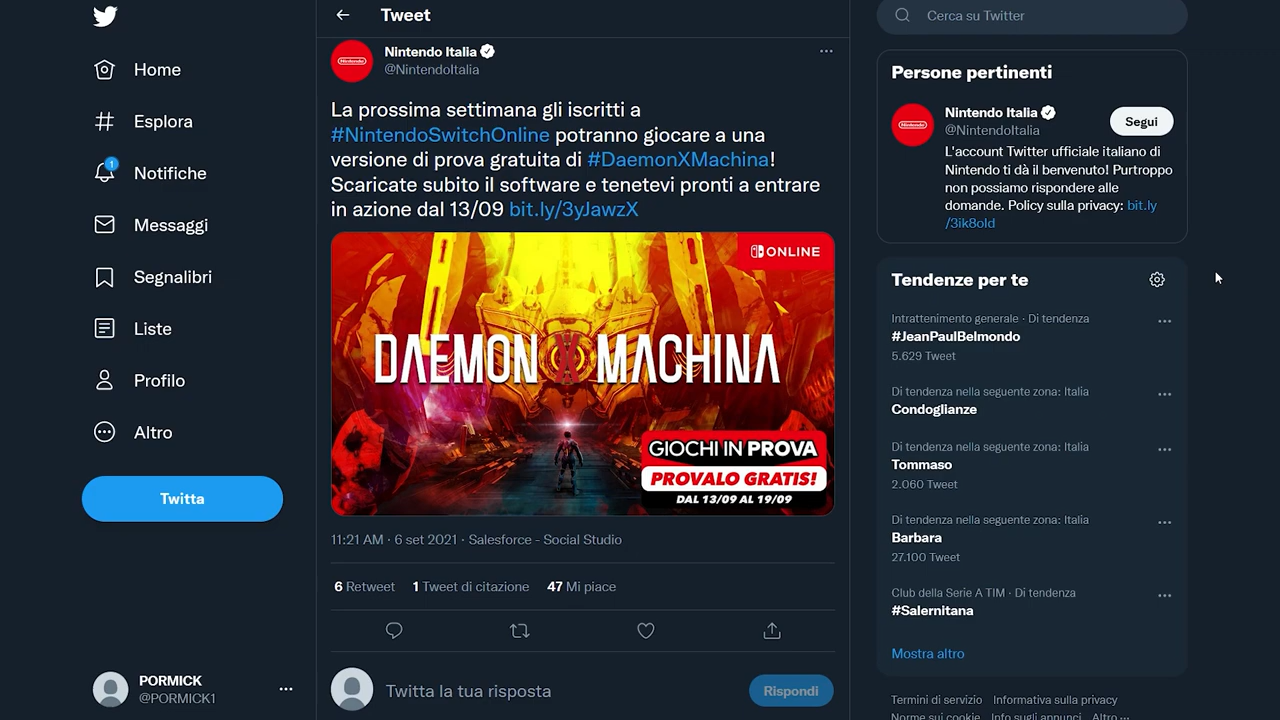 Home
Esplora
1
Notifiche
Messaggi
Segnalibri
Liste
Profilo
Altro
Twitta
PORMICK
@PORMICK1
Tweet
Nintendo Italia
@NintendoItalia
La prossima settimana gli iscritti a
#NintendoSwitchOnline potranno giocare a una
versione di prova gratuita di #DaemonXMachina!
Scaricate subito il software e tenetevi pronti a entrare
in azione dal 13/09 bit.ly/3yJawzX
ONLINE
DAEMON X MACHINA
GIOCHI IN PROVA
PROVALO GRATIS!
DAL 13/09 AL 19/09
11:21 AM · 6 set 2021 · Salesforce - Social Studio
6 Retweet 1 Tweet di citazione 47 Mi piace
Twitta la tua risposta
Rispondi
Cerca su Twitter
Persone pertinenti
Nintendo Italia
@NintendoItalia
Segui
L'account Twitter ufficiale italiano di
Nintendo ti dà il benvenuto! Purtroppo
non possiamo rispondere alle
domande. Policy sulla privacy: bit.ly
/3ik8old
Tendenze per te
Intrattenimento generale · Di tendenza
#JeanPaulBelmondo
5.629 Tweet
Di tendenza nella seguente zona: Italia
Condoglianze
Di tendenza nella seguente zona: Italia
Tommaso
2.060 Tweet
Di tendenza nella seguente zona: Italia
Barbara
27.100 Tweet
Club della Serie A TIM · Di tendenza
#Salernitana
Mostra altro
Termini di servizio Informativa sulla privacy
Norme sui cookie Info sugli annunci Altro ···